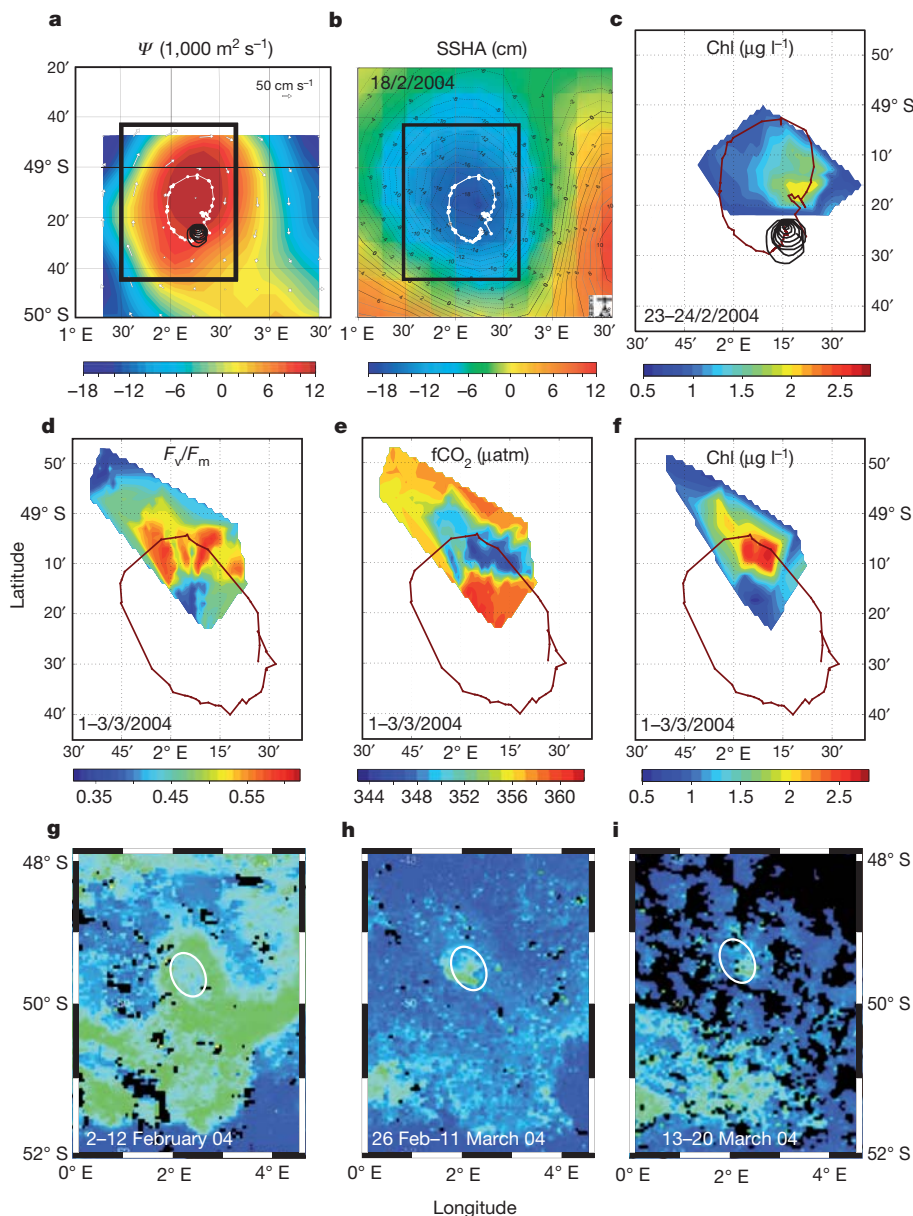 a
Ψ (1,000 m² s⁻¹)
50 cm s⁻¹
20′
40′
49° S
20′
40′
50° S
1° E 30′ 2° E 30′ 3° E 30′
−18 −12 −6 0 6 12
b
SSHA (cm)
18/2/2004
1° E 30′ 2° E 30′ 3° E 30′
−18 −12 −6 0 6 12
c
Chl (μg l⁻¹)
50′
49° S
10′
20′
30′
40′
23–24/2/2004
30′ 45′ 2° E 15′ 30′
0.5 1 1.5 2 2.5
d
Fv/Fm
50′
49° S
10′
20′
30′
40′
Latitude
1–3/3/2004
30′ 45′ 2° E 15′ 30′
0.35 0.45 0.55
e
fCO₂ (μatm)
1–3/3/2004
30′ 45′ 2° E 15′ 30′
344 348 352 356 360
f
Chl (μg l⁻¹)
50′
49° S
10′
20′
30′
40′
1–3/3/2004
30′ 45′ 2° E 15′ 30′
0.5 1 1.5 2 2.5
g
48° S
50° S
52° S
2–12 February 04
0° E 2° E 4° E
h
26 Feb–11 March 04
0° E 2° E 4° E
i
48° S
50° S
52° S
13–20 March 04
0° E 2° E 4° E
Longitude